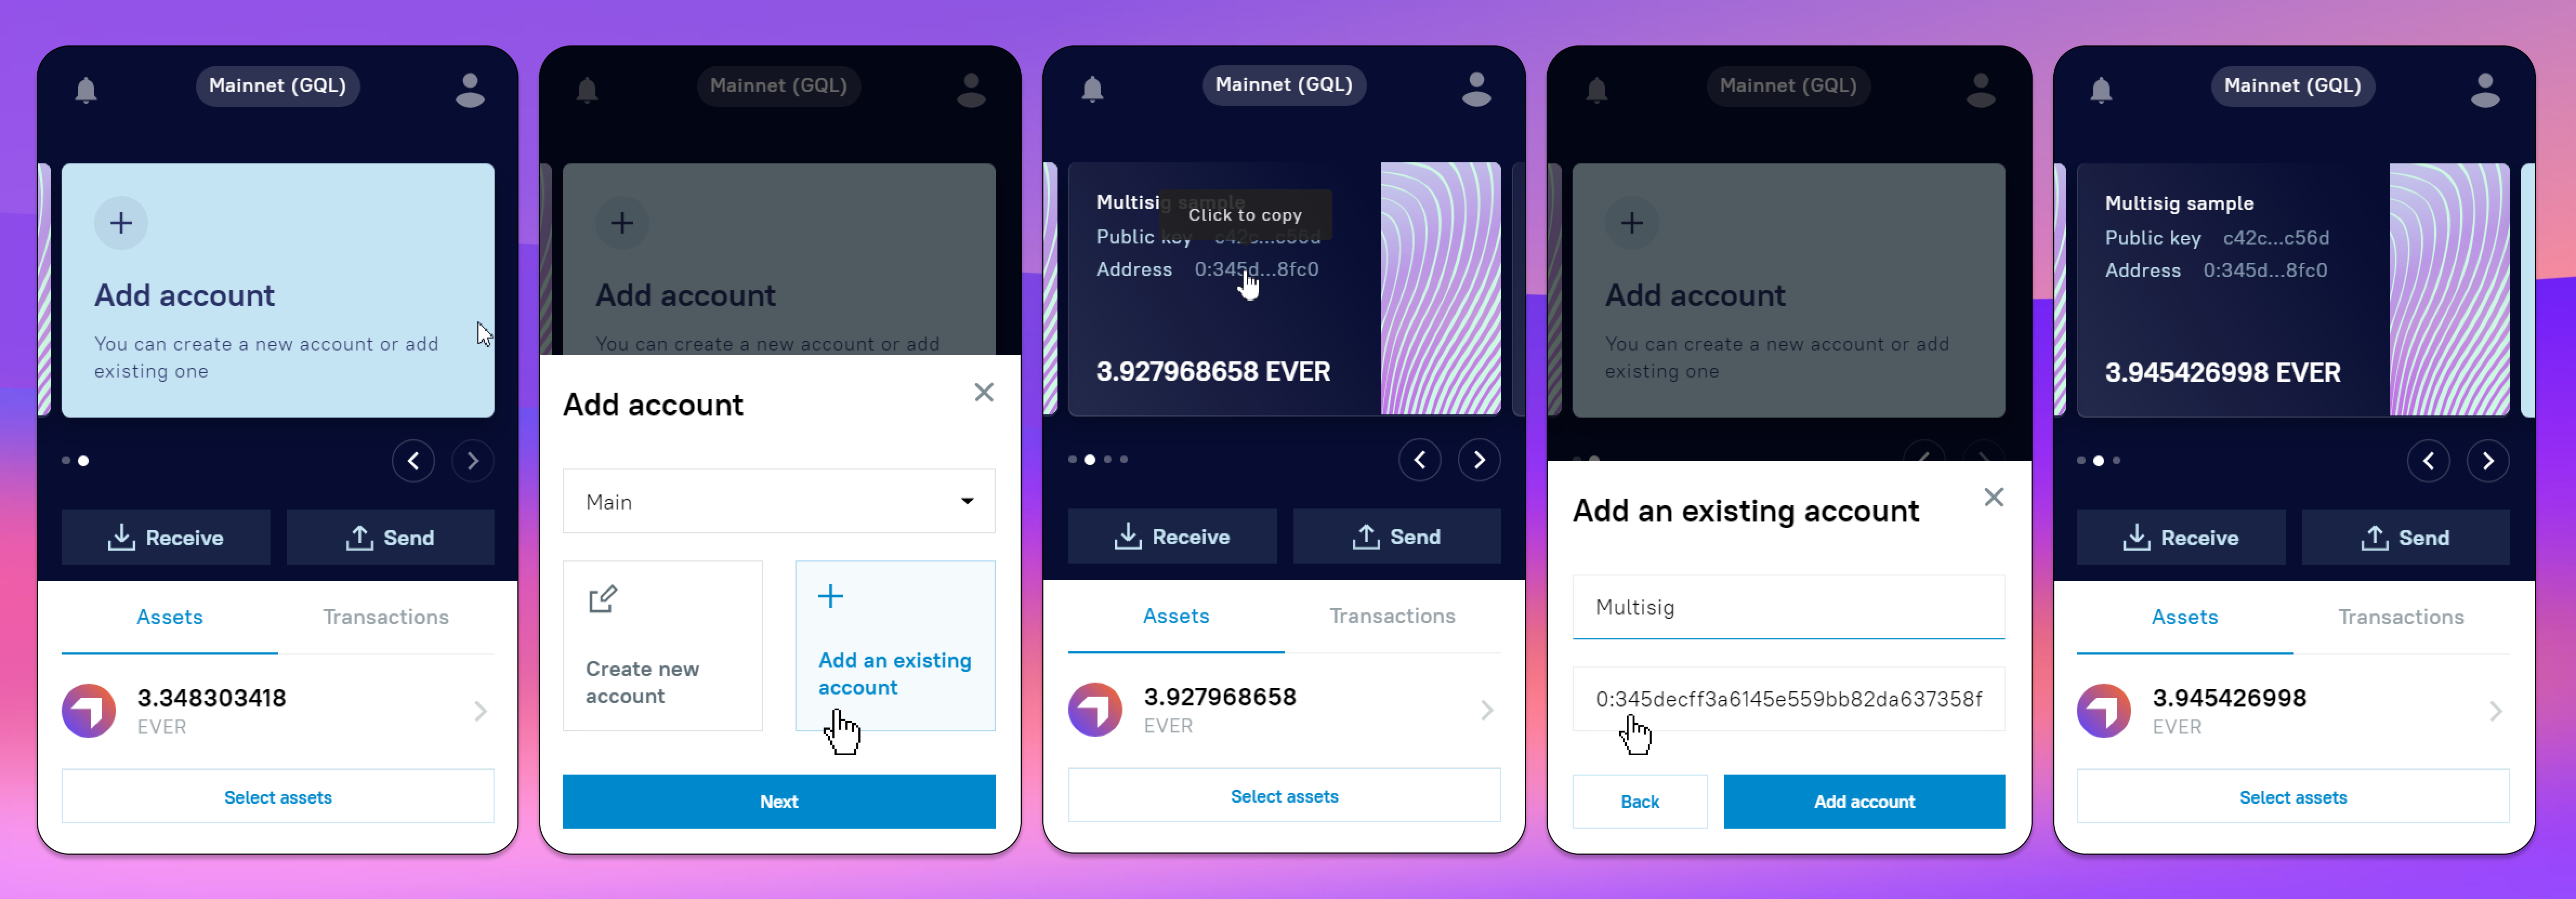 Mainnet (GQL)
Add account
You can create a new account or add
existing one
Receive
Send
Assets
Transactions
3.348303418
EVER
Select assets
Mainnet (GQL)
Add account
You can create a new account or add
Add account
Main
Create new
account
Add an existing
account
Next
Mainnet (GQL)
Multisig sample
Click to copy
Public key c42c...c56d
Address 0:345d...8fc0
3.927968658 EVER
Receive
Send
Assets
Transactions
3.927968658
EVER
Select assets
Mainnet (GQL)
Add account
You can create a new account or add
existing one
Add an existing account
Multisig
0:345decff3a6145e559bb82da637358f
Back
Add account
Mainnet (GQL)
Multisig sample
Public key c42c...c56d
Address 0:345d...8fc0
3.945426998 EVER
Receive
Send
Assets
Transactions
3.945426998
EVER
Select assets